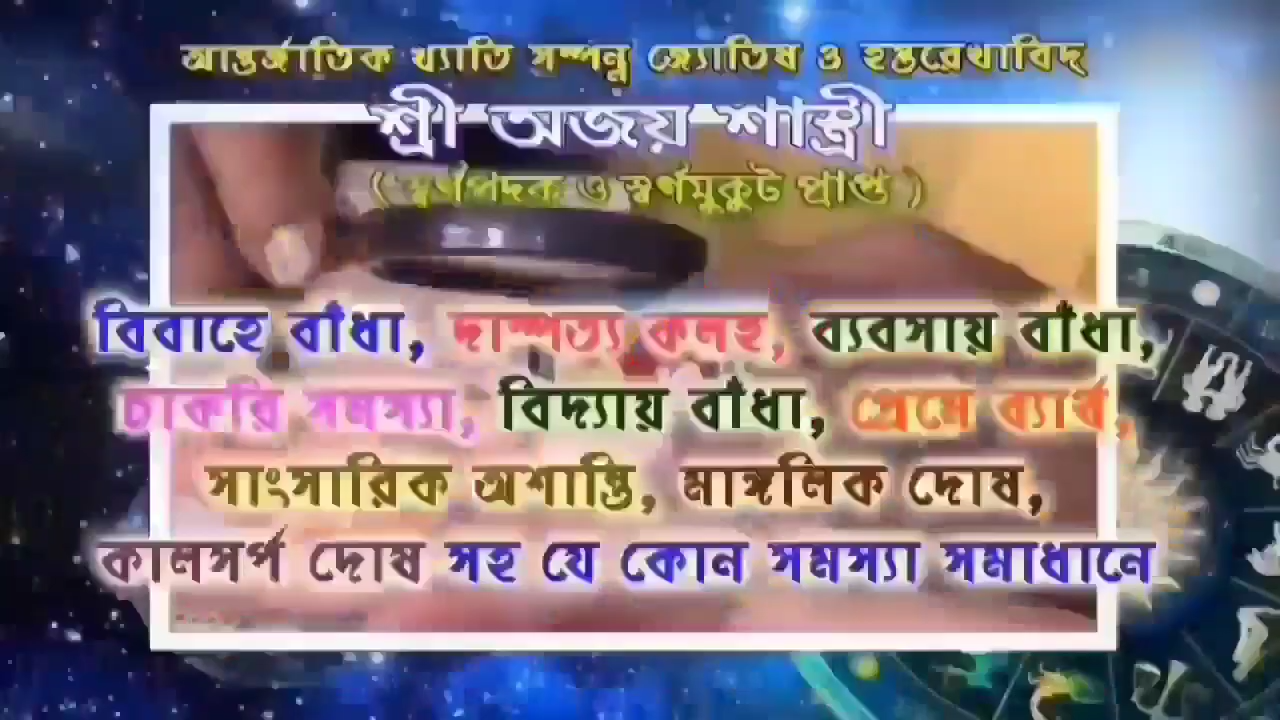 আন্তর্জাতিক খ্যাতি সম্পন্ন জ্যোতিষ ও হস্তরেখাবিদ্
শ্রী অজয় শাস্ত্রী
( স্বর্ণপদক ও স্বর্ণমুকুট প্রাপ্ত )
বিবাহে বাঁধা, দাম্পত্য কলহ, ব্যবসায় বাঁধা,
চাকরি সমস্যা, বিদ্যায় বাঁধা, প্রেমে ব্যার্থ,
সাংসারিক অশান্তি, মাঙ্গলিক দোষ,
কালসর্প দোষ সহ যে কোন সমস্যা সমাধানে